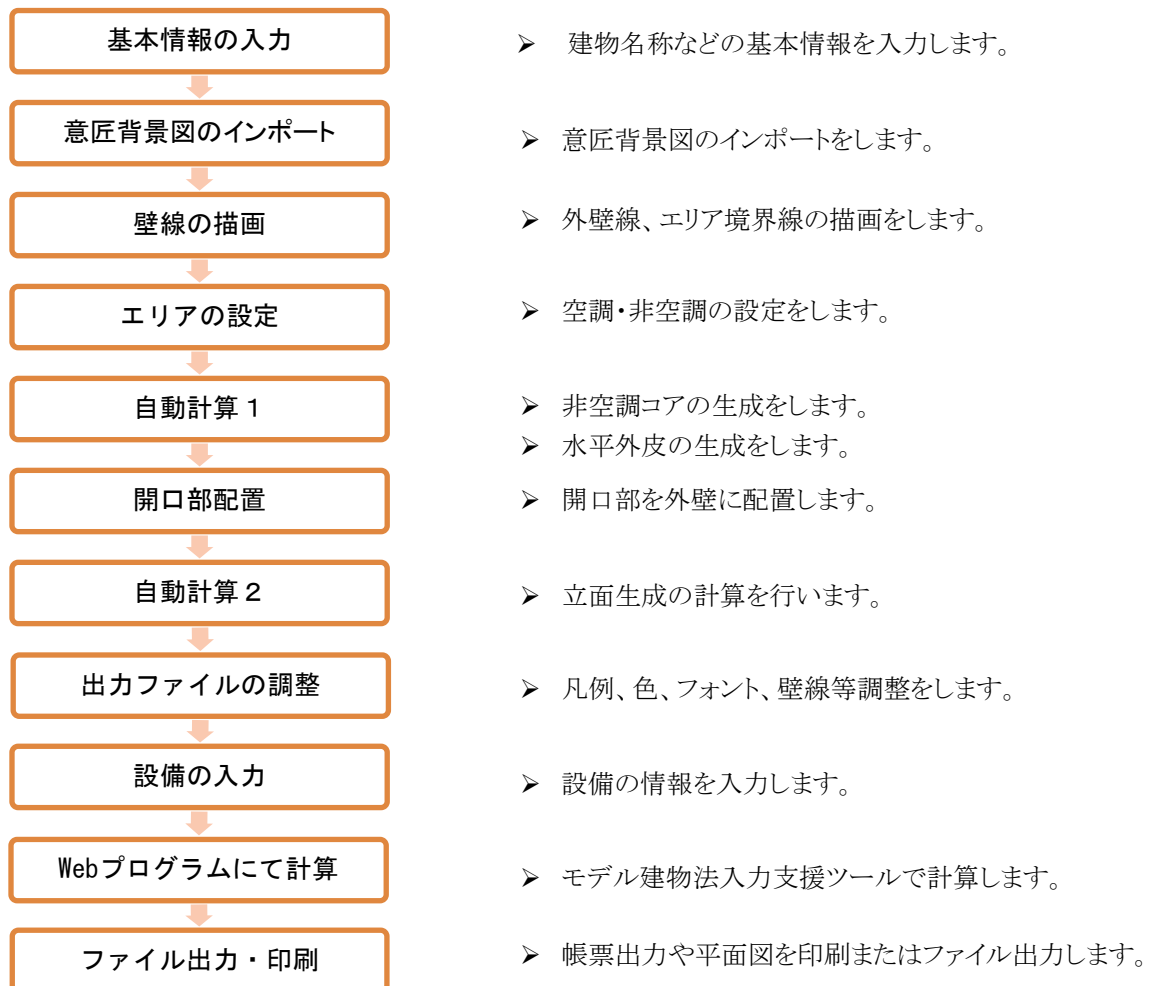 基本情報の入力
➢ 建物名称などの基本情報を入力します。
意匠背景図のインポート
➢ 意匠背景図のインポートをします。
壁線の描画
➢ 外壁線、エリア境界線の描画をします。
エリアの設定
➢ 空調・非空調の設定をします。
自動計算１
➢ 非空調コアの生成をします。
➢ 水平外皮の生成をします。
開口部配置
➢ 開口部を外壁に配置します。
自動計算２
➢ 立面生成の計算を行います。
出力ファイルの調整
➢ 凡例、色、フォント、壁線等調整をします。
設備の入力
➢ 設備の情報を入力します。
Webプログラムにて計算
➢ モデル建物法入力支援ツールで計算します。
ファイル出力・印刷
➢ 帳票出力や平面図を印刷またはファイル出力します。